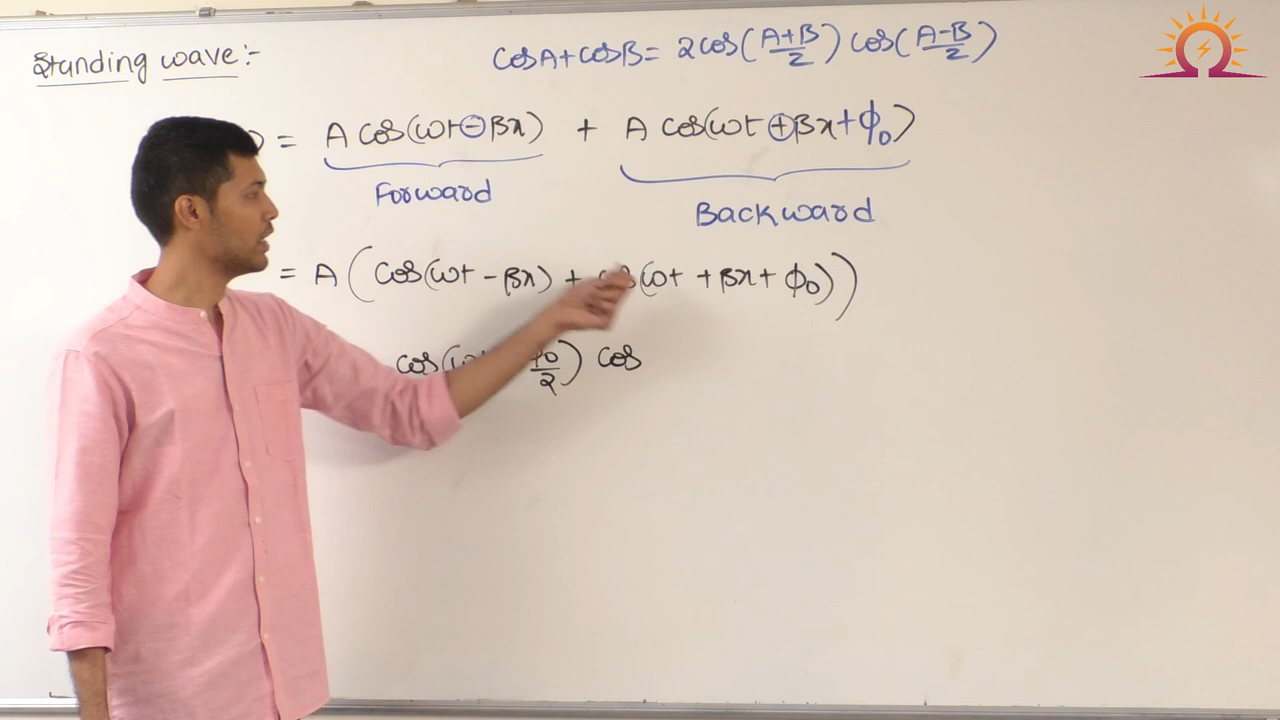 Standing wave:-
CosA+cosB= 2cos(A+B/2) cos(A-B/2)
= A cos(ωt-βx) + A cos(ωt+βx+ϕ₀)
Forward
Backward
= A(cos(ωt-βx) + cos(ωt+βx+ϕ₀))
cos( ϕ₀/2) cos